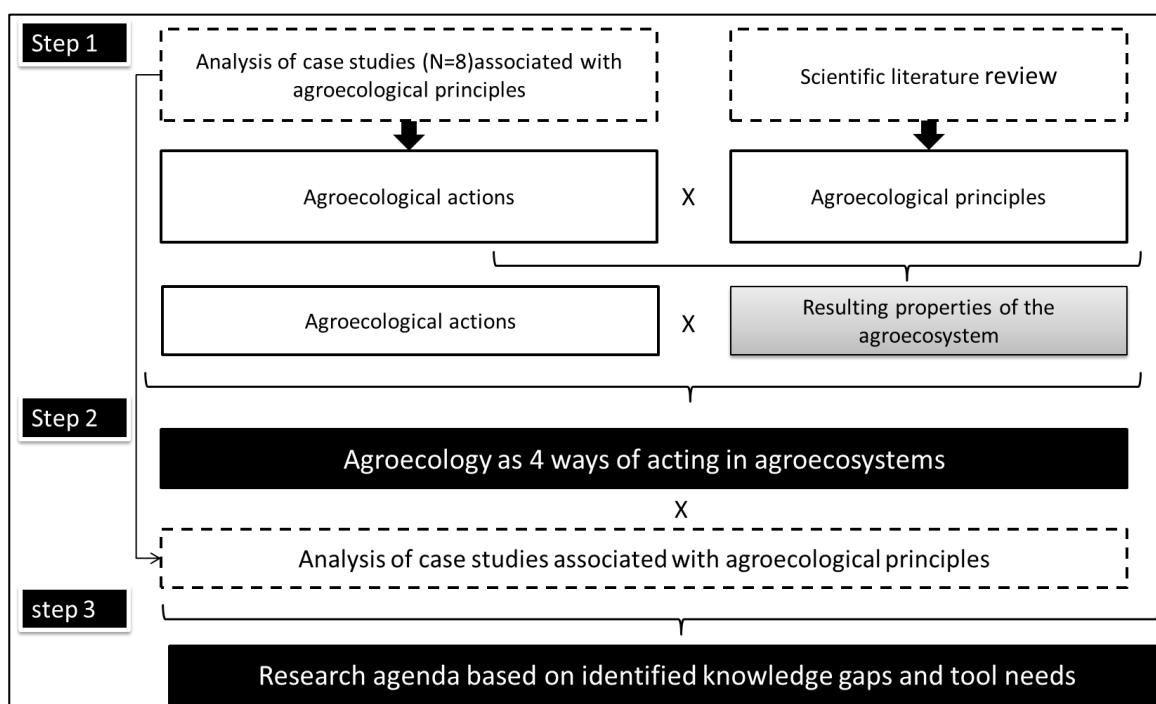 Step 1
Analysis of case studies (N=8)associated with
agroecological principles
Scientific literature review
Agroecological actions
X
Agroecological principles
Agroecological actions
X
Resulting properties of the
agroecosystem
Step 2
Agroecology as 4 ways of acting in agroecosystems
X
Analysis of case studies associated with agroecological principles
step 3
Research agenda based on identified knowledge gaps and tool needs